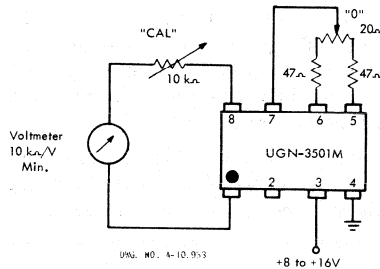 "CAL"
10 kΩ
"0"
20Ω
47Ω
47Ω
8 7 6 5
UGN-3501M
2 3 4
Voltmeter
10 kΩ/V
Min.
DWG. NO. A-10,953
+8 to +16V